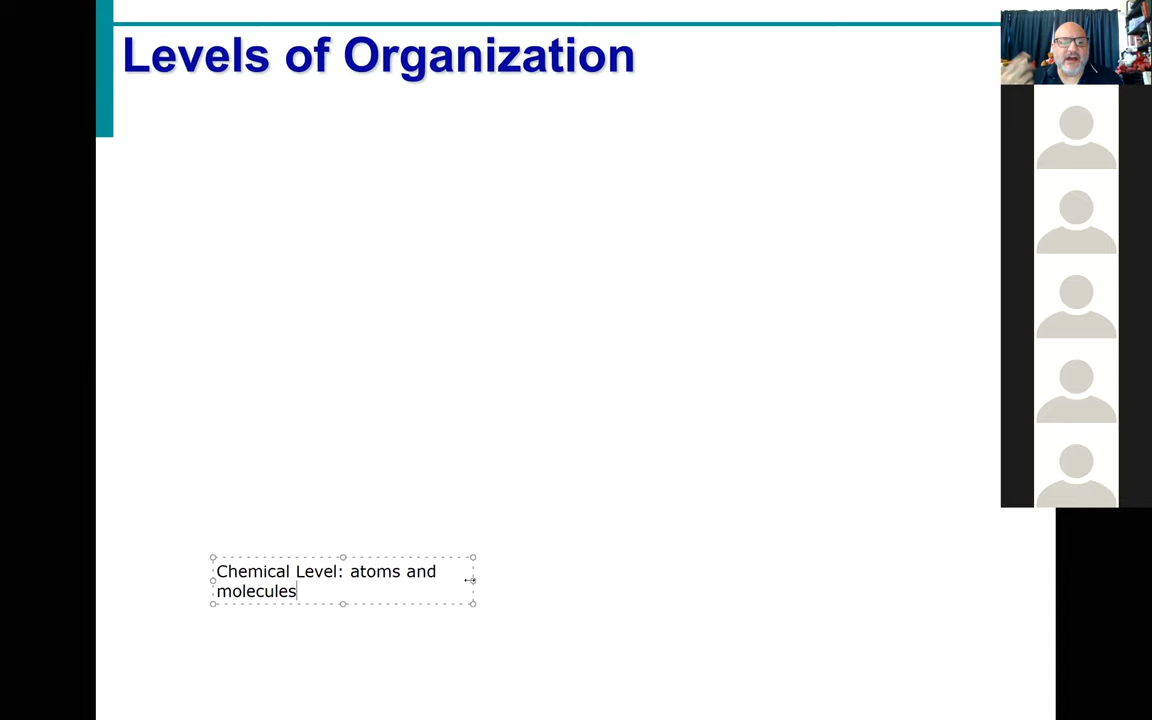 Levels of Organization
Chemical Level: atoms and
molecules